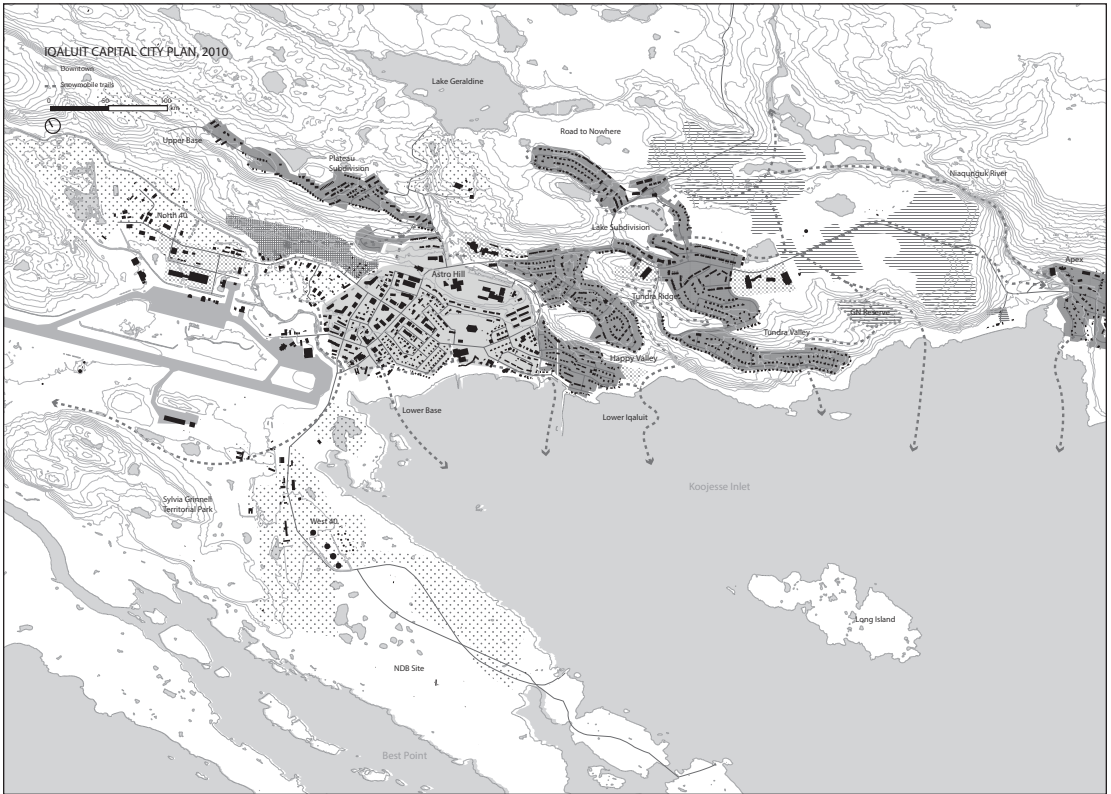 IQALUIT CAPITAL CITY PLAN, 2010
Downtown
Snowmobile trails
0 50 100
km
Lake Geraldine
Road to Nowhere
Upper Base
Plateau
Subdivision
Niaqunguk River
North 40
Lake Subdivision
Apex
Astro Hill
Tundra Ridge
GN Reserve
Tundra Valley
Happy Valley
Lower Base
Lower Iqaluit
Koojesse Inlet
Sylvia Grinnell
Territorial Park
West 40
Long Island
NDB Site
Best Point